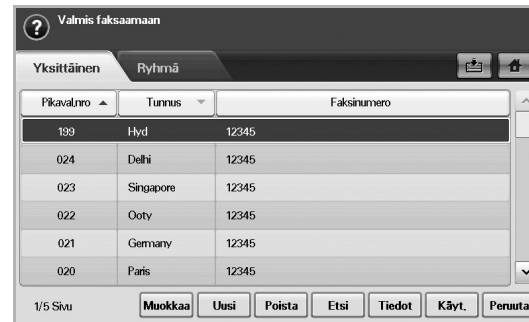 Valmis faksaamaan
Yksittäinen Ryhmä
Pikaval.nro Tunnus Faksinumero
199 Hyd 12345
024 Delhi 12345
023 Singapore 12345
022 Ooty 12345
021 Germany 12345
020 Paris 12345
1/5 Sivu Muokkaa Uusi Poista Etsi Tiedot Käyt. Peruuta